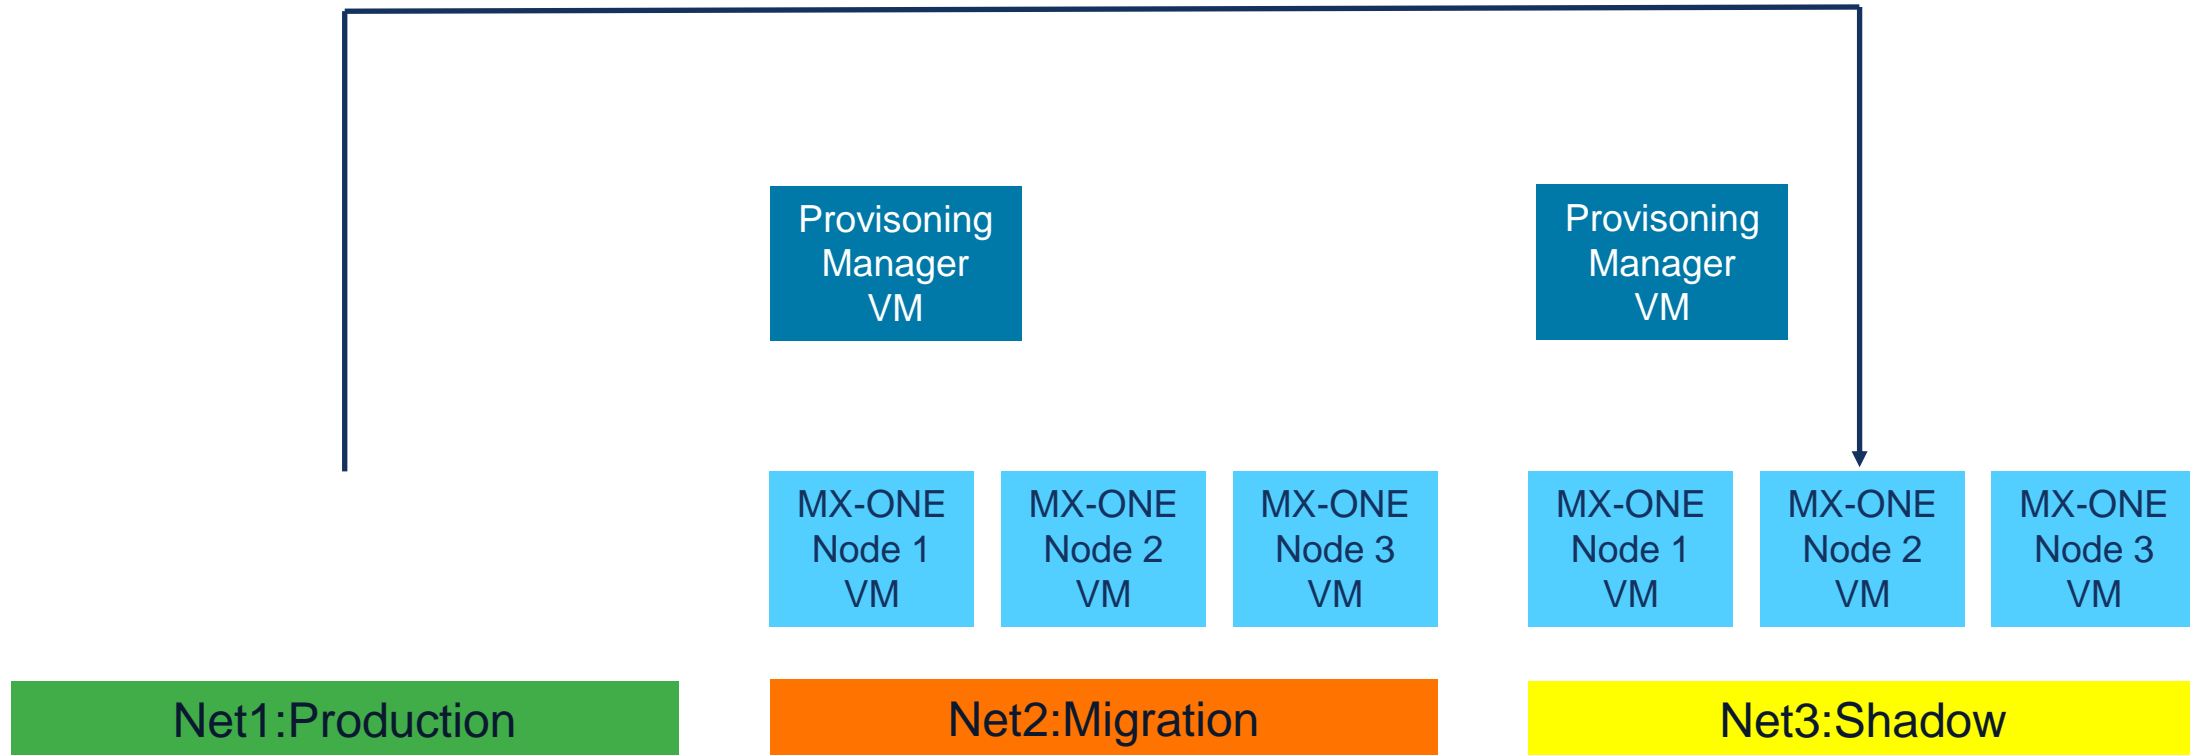 Provisoning
Manager
VM
Provisoning
Manager
VM
MX-ONE
Node 1
VM
MX-ONE
Node 2
VM
MX-ONE
Node 3
VM
MX-ONE
Node 1
VM
MX-ONE
Node 2
VM
MX-ONE
Node 3
VM
Net1:Production
Net2:Migration
Net3:Shadow